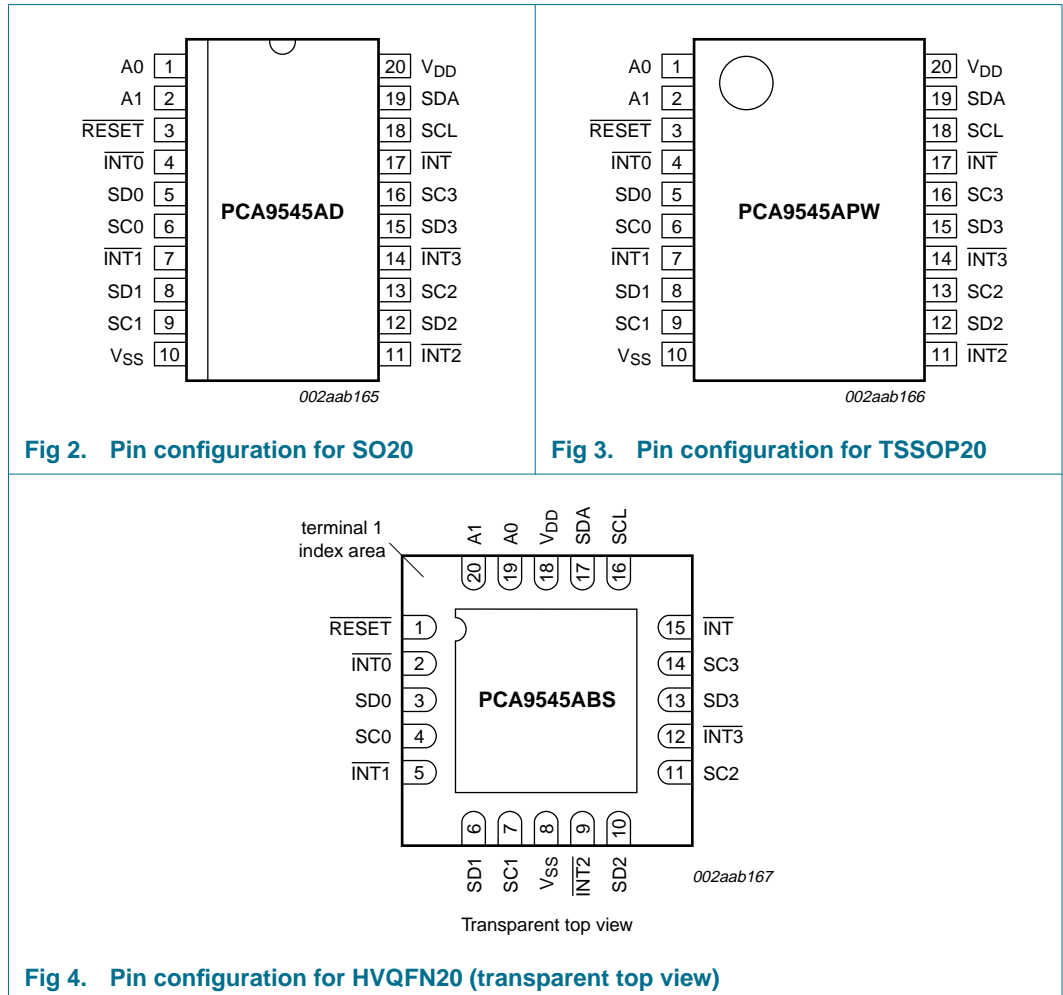 A0 1
A1 2
RESET 3
INT0 4
SD0 5
SC0 6
INT1 7
SD1 8
SC1 9
VSS 10
PCA9545AD
20 VDD
19 SDA
18 SCL
17 INT
16 SC3
15 SD3
14 INT3
13 SC2
12 SD2
11 INT2
002aab165
Fig 2. Pin configuration for SO20
A0 1
A1 2
RESET 3
INT0 4
SD0 5
SC0 6
INT1 7
SD1 8
SC1 9
VSS 10
PCA9545APW
20 VDD
19 SDA
18 SCL
17 INT
16 SC3
15 SD3
14 INT3
13 SC2
12 SD2
11 INT2
002aab166
Fig 3. Pin configuration for TSSOP20
terminal 1
index area
A1 A0 VDD SDA SCL
20 19 18 17 16
RESET 1
INT0 2
SD0 3
SC0 4
INT1 5
PCA9545ABS
15 INT
14 SC3
13 SD3
12 INT3
11 SC2
6 7 8 9 10
SD1 SC1 VSS INT2 SD2
002aab167
Transparent top view
Fig 4. Pin configuration for HVQFN20 (transparent top view)